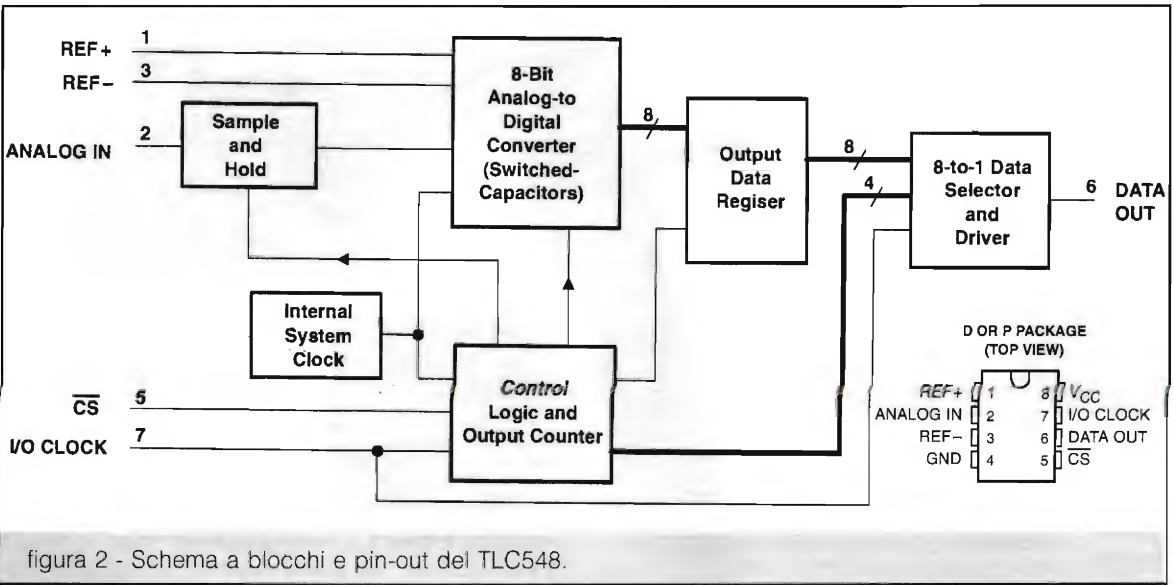 REF+ 1
REF− 3
ANALOG IN 2
Sample
and
Hold
8-Bit
Analog-to
Digital
Converter
(Switched-
Capacitors)
8
Output
Data
Regiser
8
4
8-to-1 Data
Selector
and
Driver
6 DATA
OUT
Internal
System
Clock
CS 5
I/O CLOCK 7
Control
Logic and
Output Counter
D OR P PACKAGE
(TOP VIEW)
REF+ 1 8 VCC
ANALOG IN 2 7 I/O CLOCK
REF− 3 6 DATA OUT
GND 4 5 CS
figura 2 - Schema a blocchi e pin-out del TLC548.